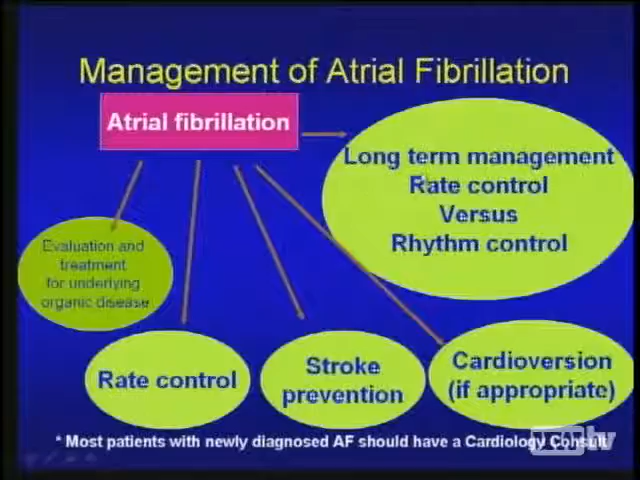 Management of Atrial Fibrillation
Atrial fibrillation
Long term management
Rate control
Versus
Rhythm control
Evaluation and
treatment
for underlying
organic disease
Rate control
Stroke
prevention
Cardioversion
(if appropriate)
* Most patients with newly diagnosed AF should have a Cardiology Consult
tv